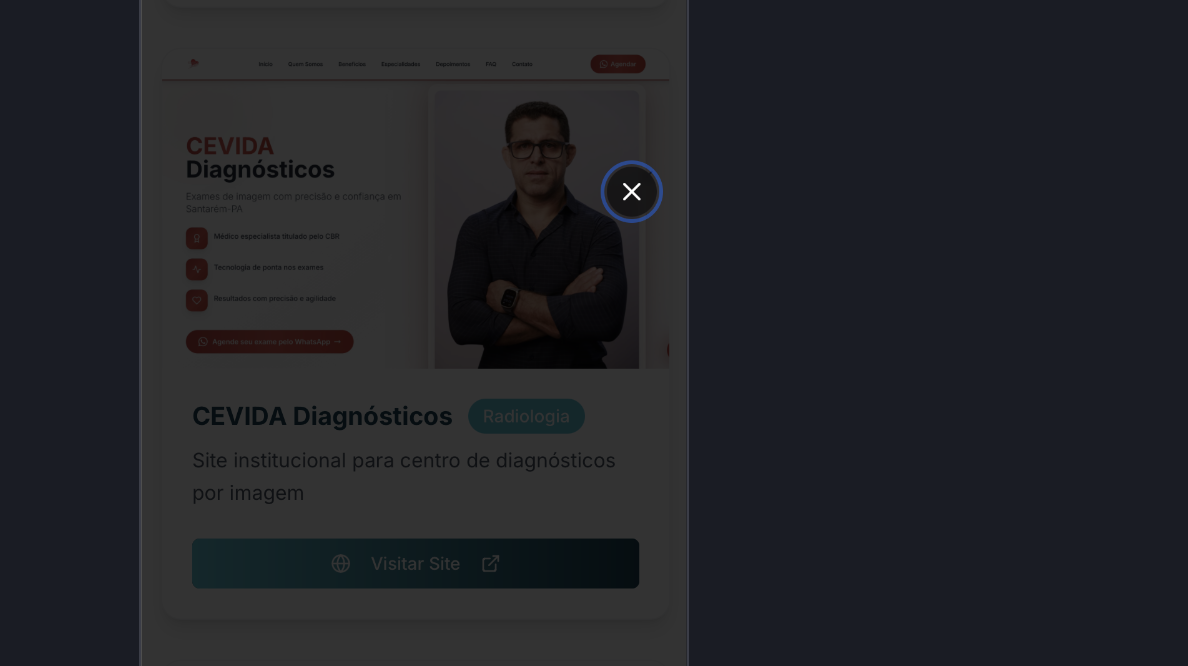 Início Quem Somos Benefícios Especialidades Depoimentos FAQ Contato Agendar
CEVIDA
Diagnósticos
Exames de imagem com precisão e confiança em
Santarém-PA
Médico especialista titulado pelo CBR
Tecnologia de ponta nos exames
Resultados com precisão e agilidade
Agende seu exame pelo WhatsApp →
CEVIDA Diagnósticos Radiologia
Site institucional para centro de diagnósticos
por imagem
Visitar Site